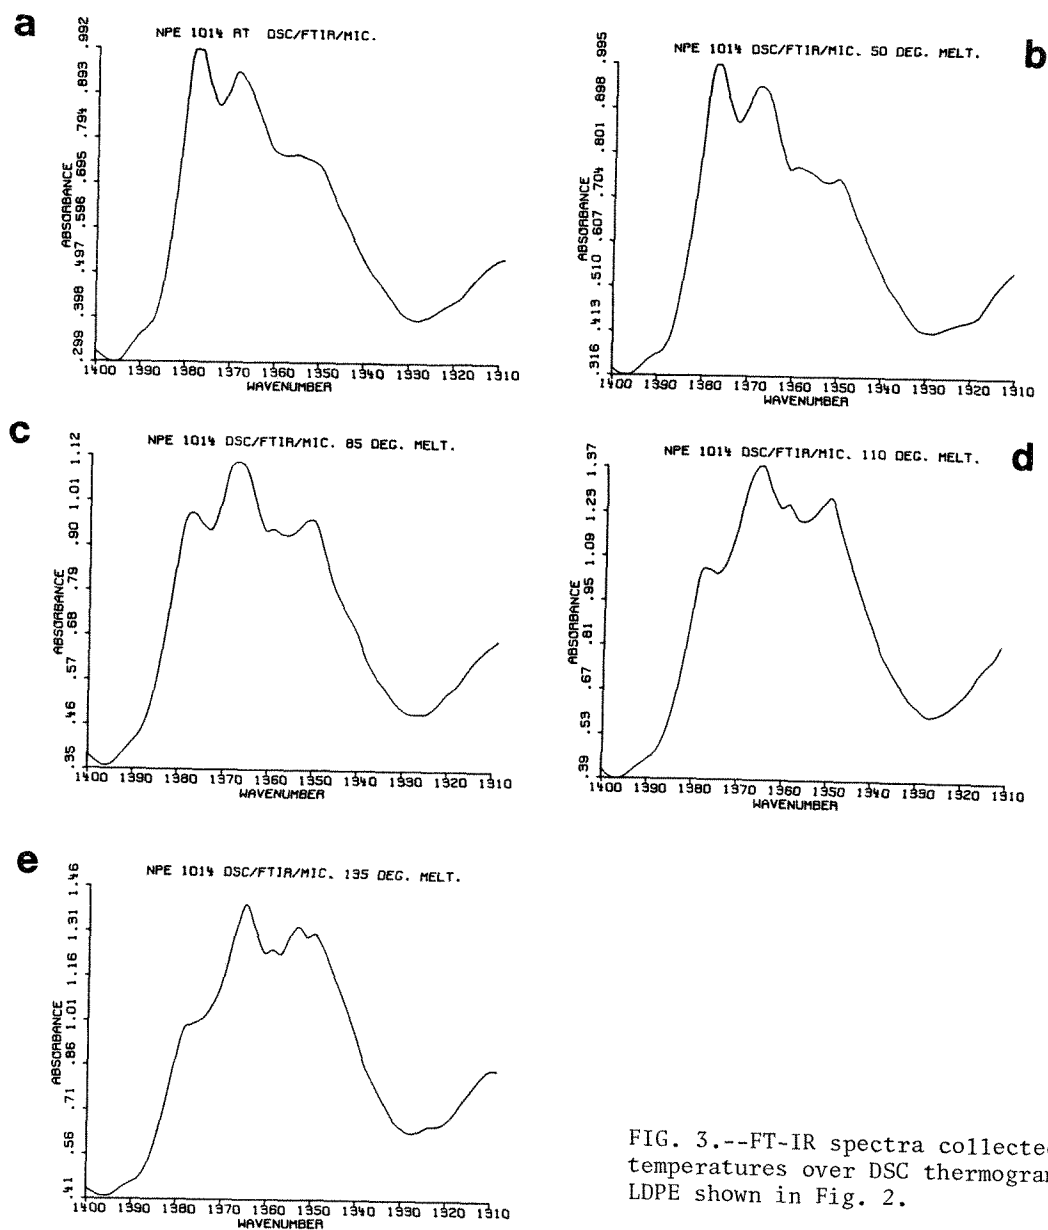 a
NPE 1014 RT DSC/FTIR/MIC.
ABSORBANCE
.299 .398 .497 .596 .695 .794 .893 .992
1400 1390 1380 1370 1360 1350 1340 1330 1320 1310
WAVENUMBER
b
NPE 1014 DSC/FTIR/MIC. 50 DEG. MELT.
ABSORBANCE
.316 .413 .510 .607 .704 .801 .898 .995
1400 1390 1380 1370 1360 1350 1340 1330 1320 1310
WAVENUMBER
c
NPE 1014 DSC/FTIR/MIC. 85 DEG. MELT.
ABSORBANCE
.35 .46 .57 .68 .79 .90 1.01 1.12
1400 1390 1380 1370 1360 1350 1340 1330 1320 1310
WAVENUMBER
d
NPE 1014 DSC/FTIR/MIC. 110 DEG. MELT.
ABSORBANCE
.39 .53 .67 .81 .95 1.09 1.23 1.37
1400 1390 1380 1370 1360 1350 1340 1330 1320 1310
WAVENUMBER
e
NPE 1014 DSC/FTIR/MIC. 135 DEG. MELT.
ABSORBANCE
.41 .56 .71 .86 1.01 1.16 1.31 1.46
1400 1390 1380 1370 1360 1350 1340 1330 1320 1310
WAVENUMBER
FIG. 3.--FT-IR spectra collected
temperatures over DSC thermogram
LDPE shown in Fig. 2.